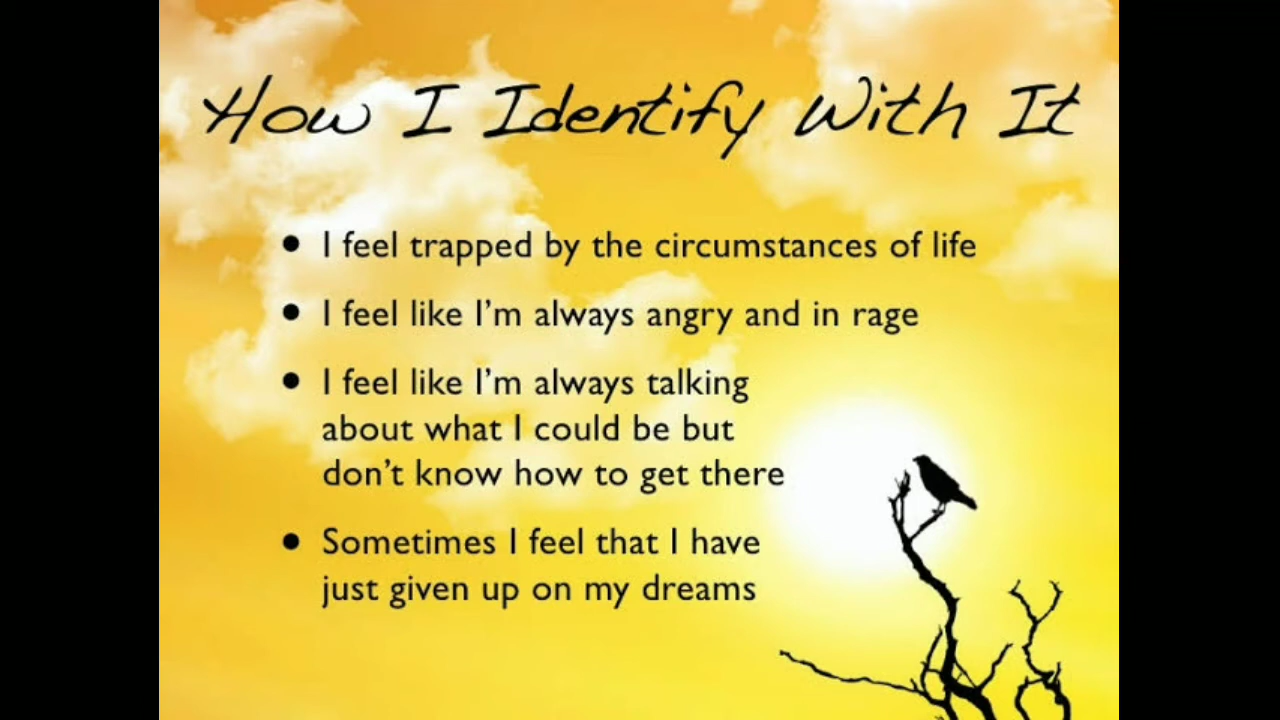 How I Identify With It
• I feel trapped by the circumstances of life
• I feel like I’m always angry and in rage
• I feel like I’m always talking
about what I could be but
don’t know how to get there
• Sometimes I feel that I have
just given up on my dreams